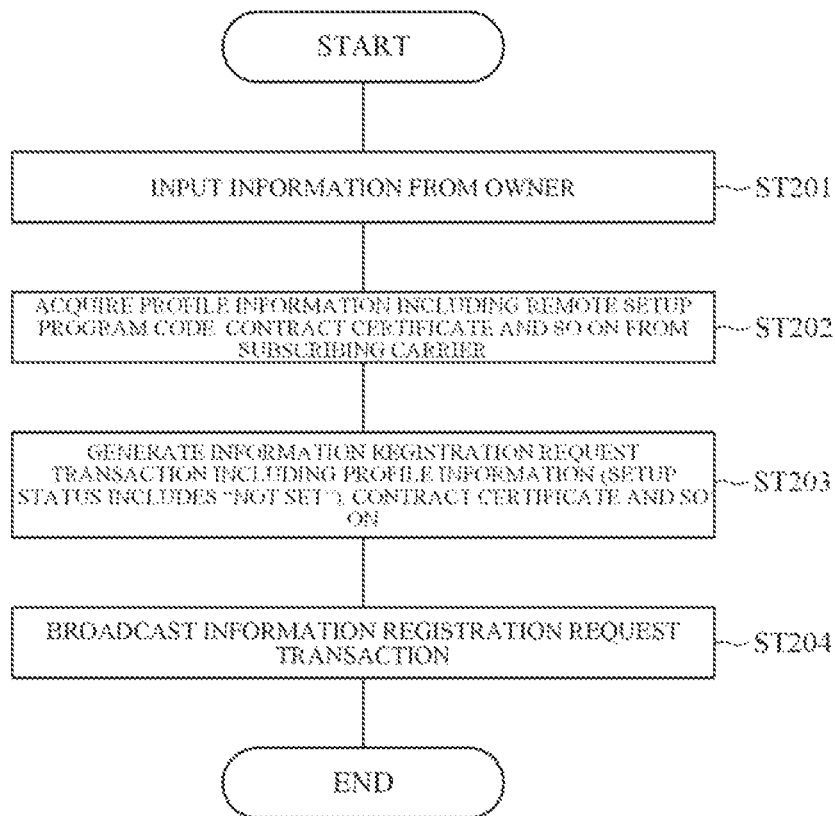 START
INPUT INFORMATION FROM OWNER
ST201
ACQUIRE PROFILE INFORMATION INCLUDING REMOTE SETUP
PROGRAM CODE, CONTRACT CERTIFICATE AND SO ON FROM
SUBSCRIBING CARRIER
ST202
GENERATE INFORMATION REGISTRATION REQUEST
TRANSACTION INCLUDING PROFILE INFORMATION (SETUP
STATUS INCLUDES "NOT SET"), CONTRACT CERTIFICATE AND SO
ON
ST203
BROADCAST INFORMATION REGISTRATION REQUEST
TRANSACTION
ST204
END